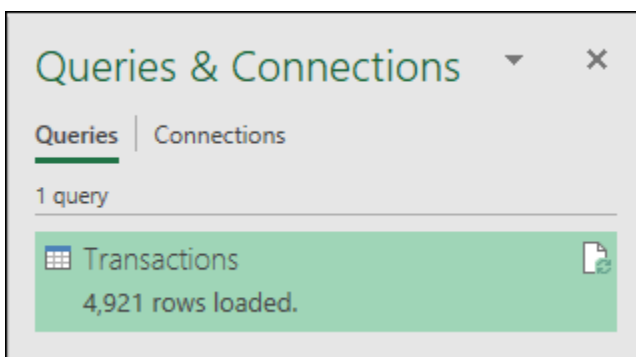 Queries & Connections
Queries Connections
1 query
Transactions
4,921 rows loaded.